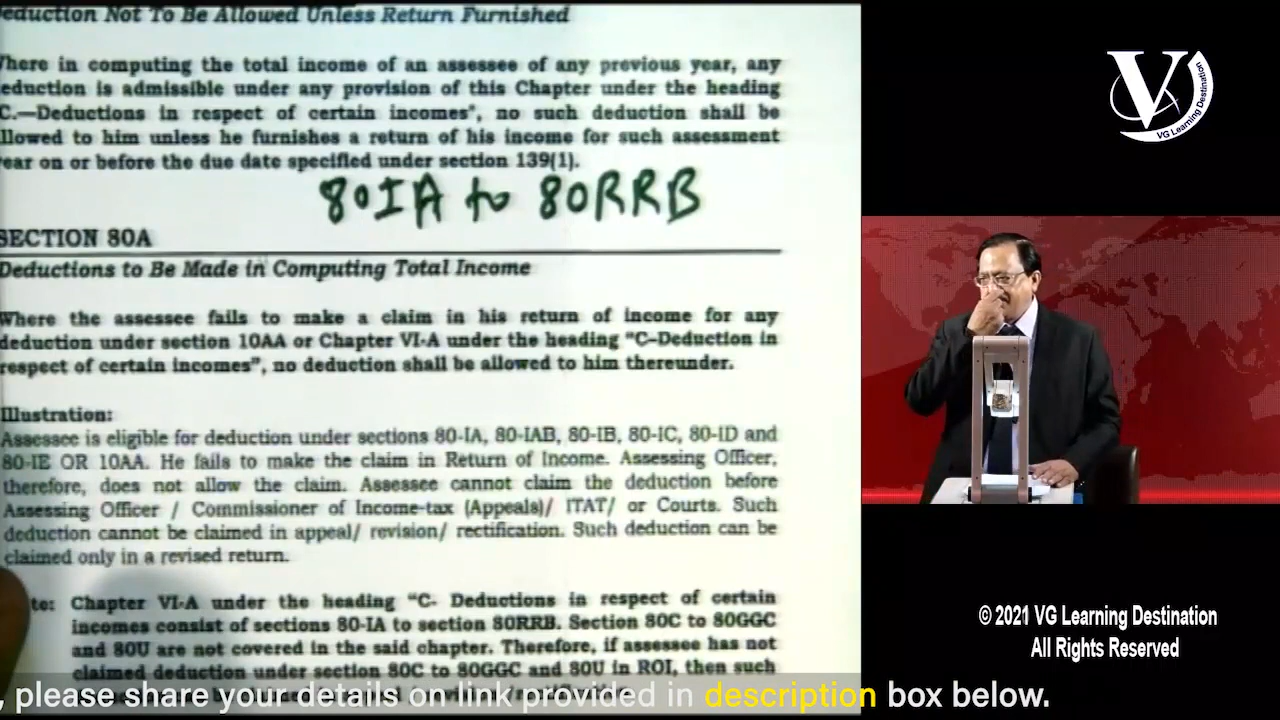 eduction Not To Be Allowed Unless Return Furnished
here in computing the total income of an assessee of any previous year, any
eduction is admissible under any provision of this Chapter under the heading
C.—Deductions in respect of certain incomes", no such deduction shall be
llowed to him unless he furnishes a return of his income for such assessment
ear on or before the due date specified under section 139(1).
80IA to 80RRB
SECTION 80A
Deductions to Be Made in Computing Total Income
Where the assessee fails to make a claim in his return of income for any
deduction under section 10AA or Chapter VI-A under the heading "C-Deduction in
respect of certain incomes", no deduction shall be allowed to him thereunder.
Illustration:
Assessee is eligible for deduction under sections 80-IA, 80-IAB, 80-IB, 80-IC, 80-ID and
80-IE OR 10AA. He fails to make the claim in Return of Income. Assessing Officer,
therefore, does not allow the claim. Assessee cannot claim the deduction before
Assessing Officer / Commissioner of Income-tax (Appeals)/ ITAT/ or Courts. Such
deduction cannot be claimed in appeal/ revision/ rectification. Such deduction can be
claimed only in a revised return.
te: Chapter VI-A under the heading "C- Deductions in respect of certain
incomes consist of sections 80-IA to section 80RRB. Section 80C to 80GGC
and 80U are not covered in the said chapter. Therefore, if assessee has not
claimed deduction under section 80C to 80GGC and 80U in ROI, then such
, please share your details on link provided in description box below.
V
VG Learning Destination
© 2021 VG Learning Destination
All Rights Reserved